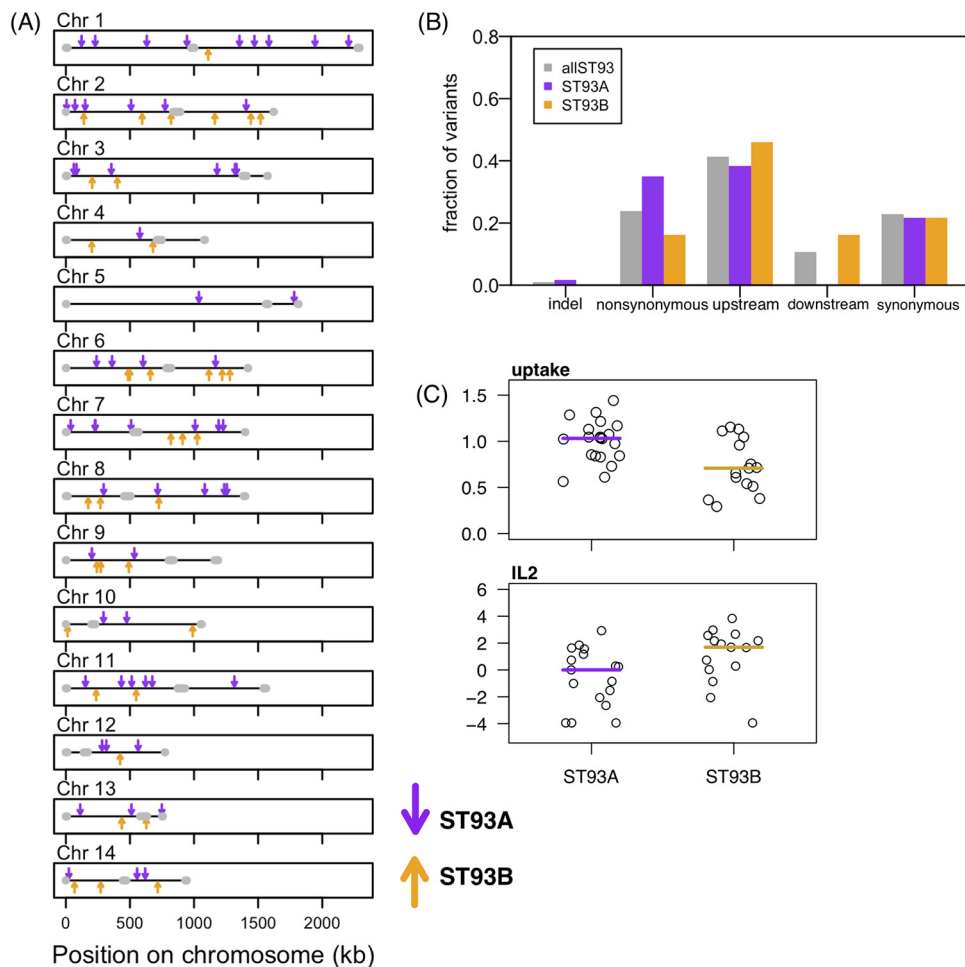 (A)
Chr 1
Chr 2
Chr 3
Chr 4
Chr 5
Chr 6
Chr 7
Chr 8
Chr 9
Chr 10
Chr 11
Chr 12
Chr 13
Chr 14
0 500 1000 1500 2000
Position on chromosome (kb)
ST93A
ST93B
(B)
fraction of variants
0.8
0.6
0.4
0.2
0.0
allST93
ST93A
ST93B
indel nonsynonymous upstream downstream synonymous
(C)
uptake
1.5
1.0
0.5
0.0
IL2
6
4
2
0
−2
−4
ST93A ST93B